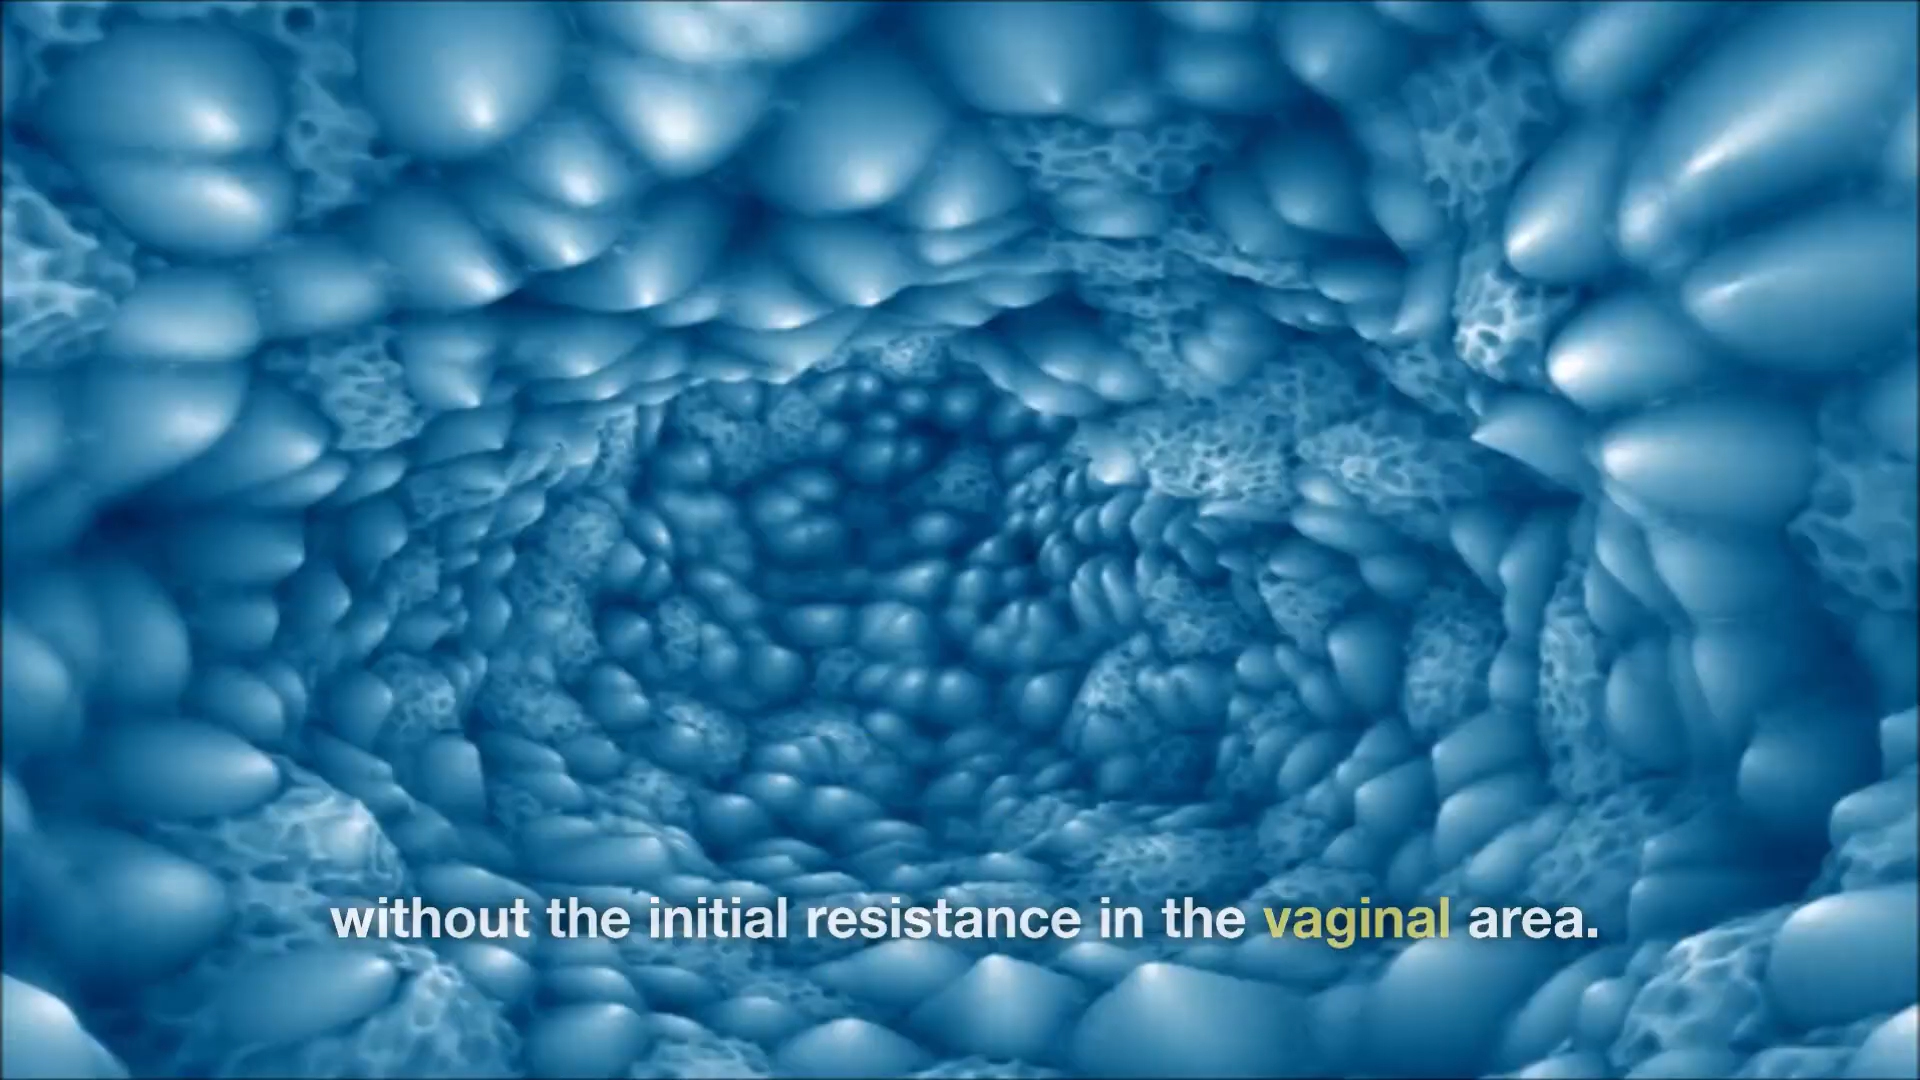 without the initial resistance in the vaginal area.